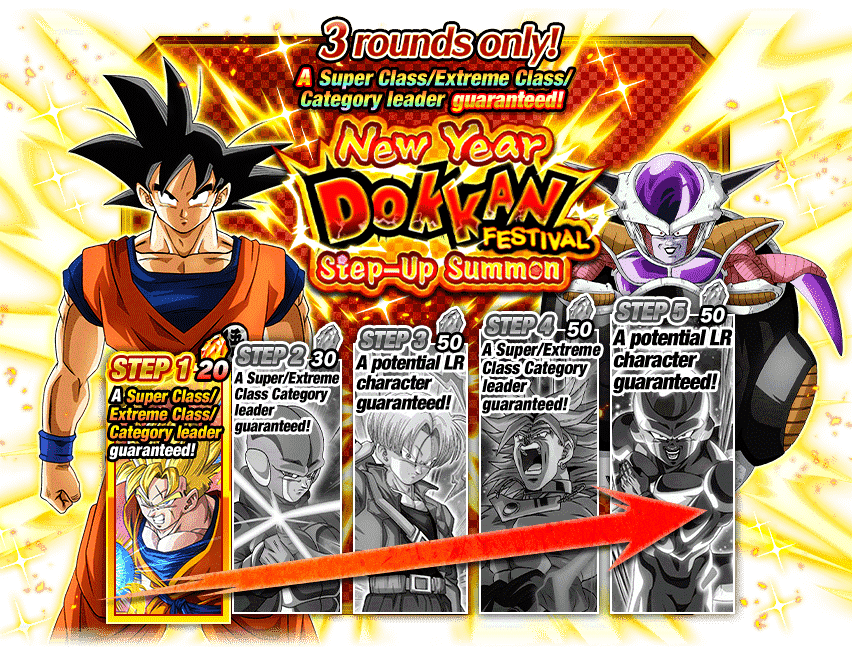 3 rounds only!
A Super Class/Extreme Class/
Category leader guaranteed!
New Year
DOKKAN
FESTIVAL
Step-Up Summon
STEP 1 20
A Super Class/
Extreme Class/
Category leader
guaranteed!
STEP 2 30
A Super/Extreme
Class Category
leader
guaranteed!
STEP 3 50
A potential LR
character
guaranteed!
STEP 4 50
A Super/Extreme
Class Category
leader
guaranteed!
STEP 5 50
A potential LR
character
guaranteed!